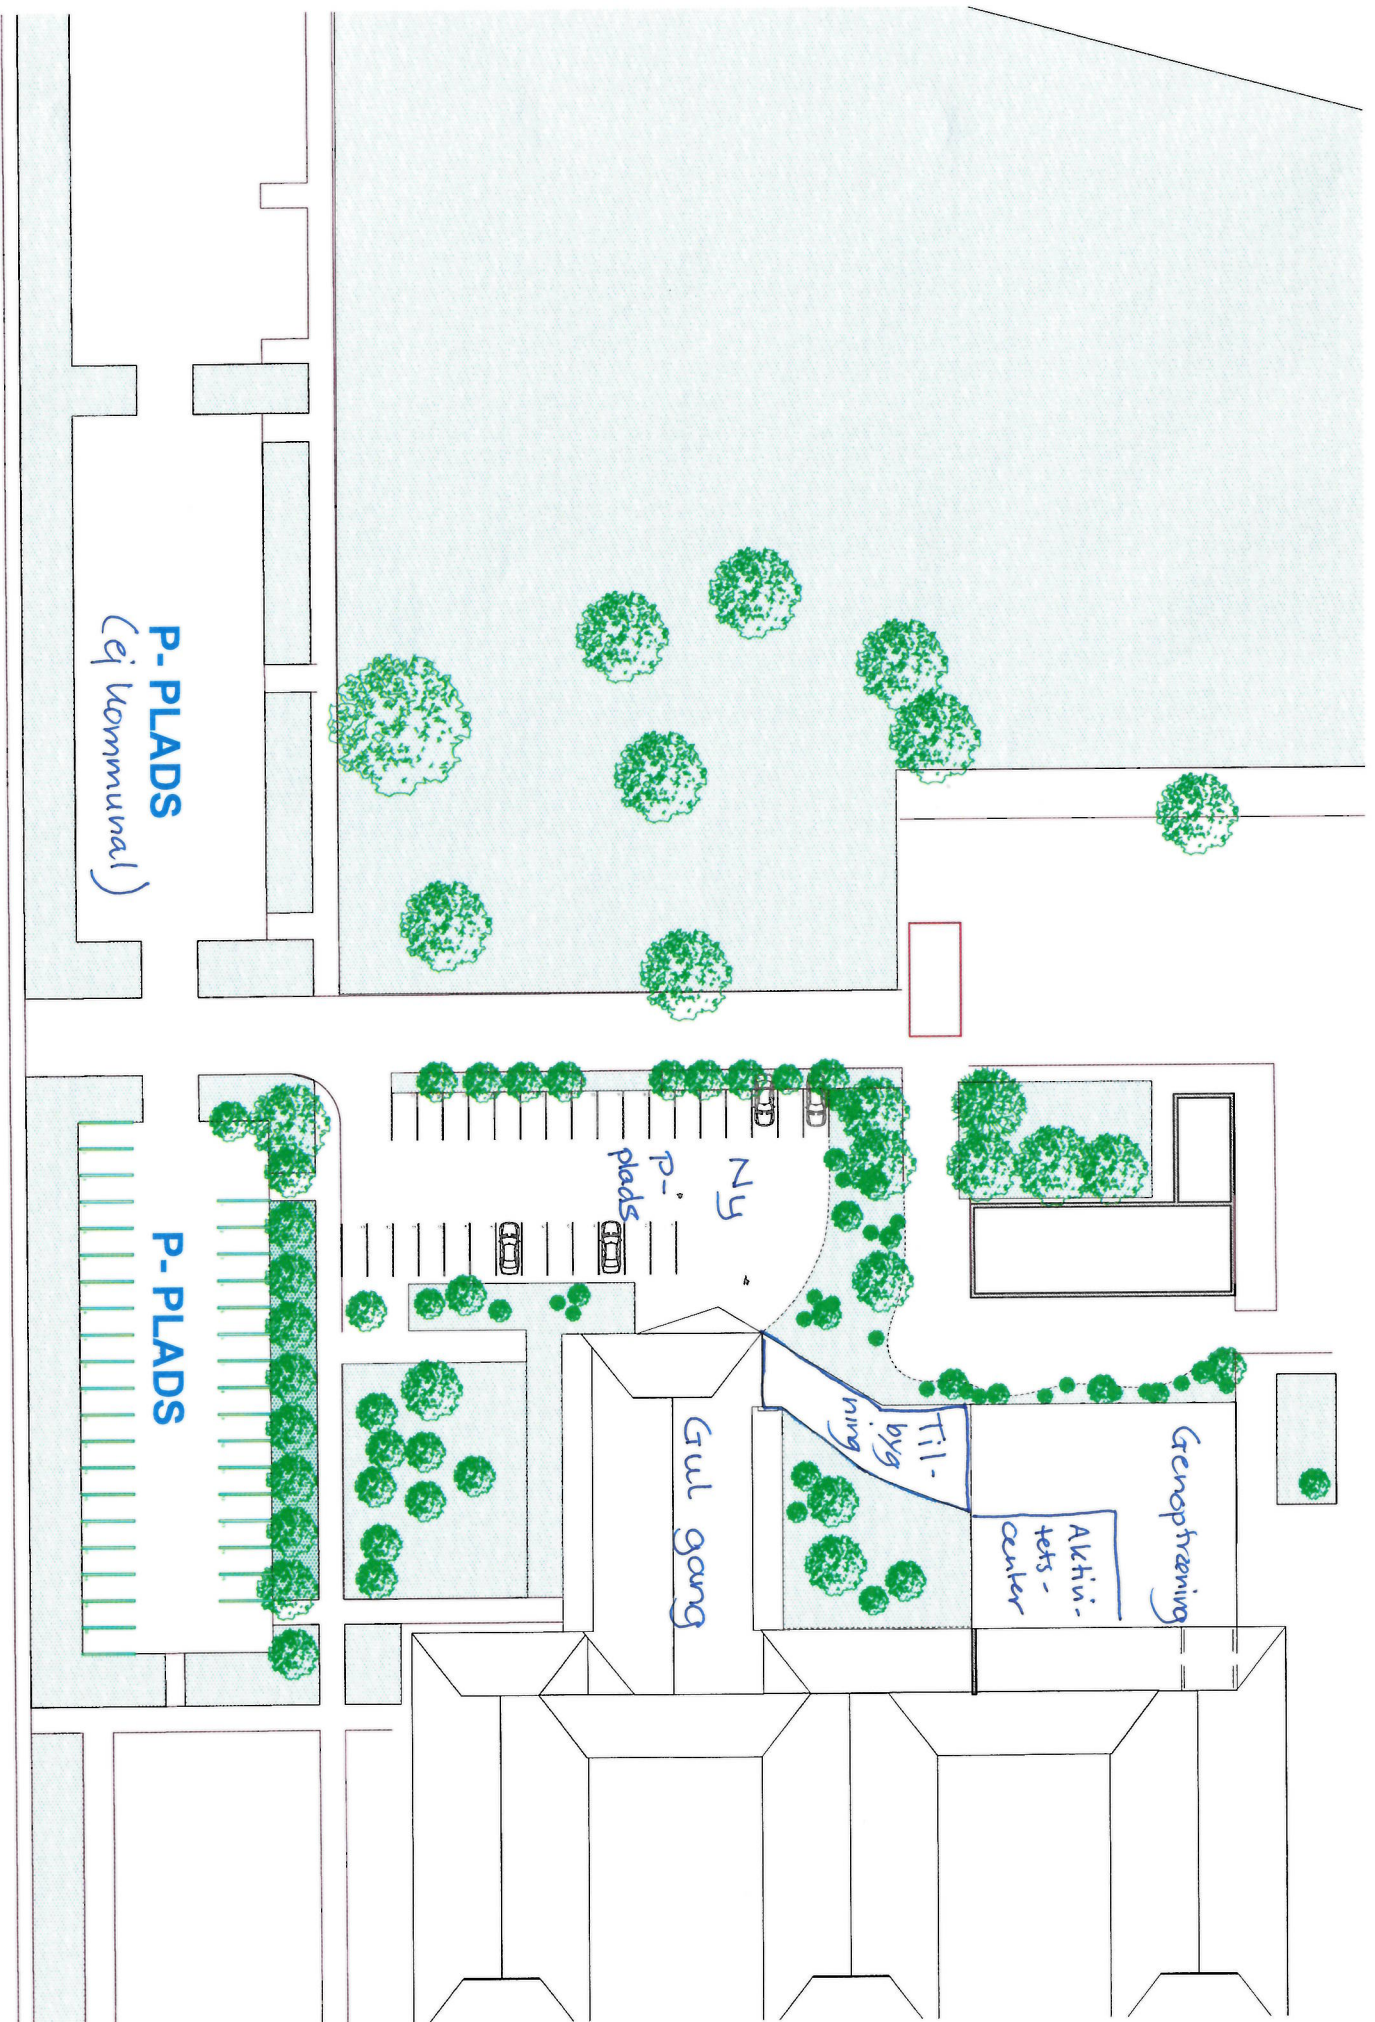 Genoptræning
Aktivi-
tets-
center
Til-
byg
ning
Ny
P-
plads
Gul gang
P- PLADS
(ej kommunal)
P- PLADS